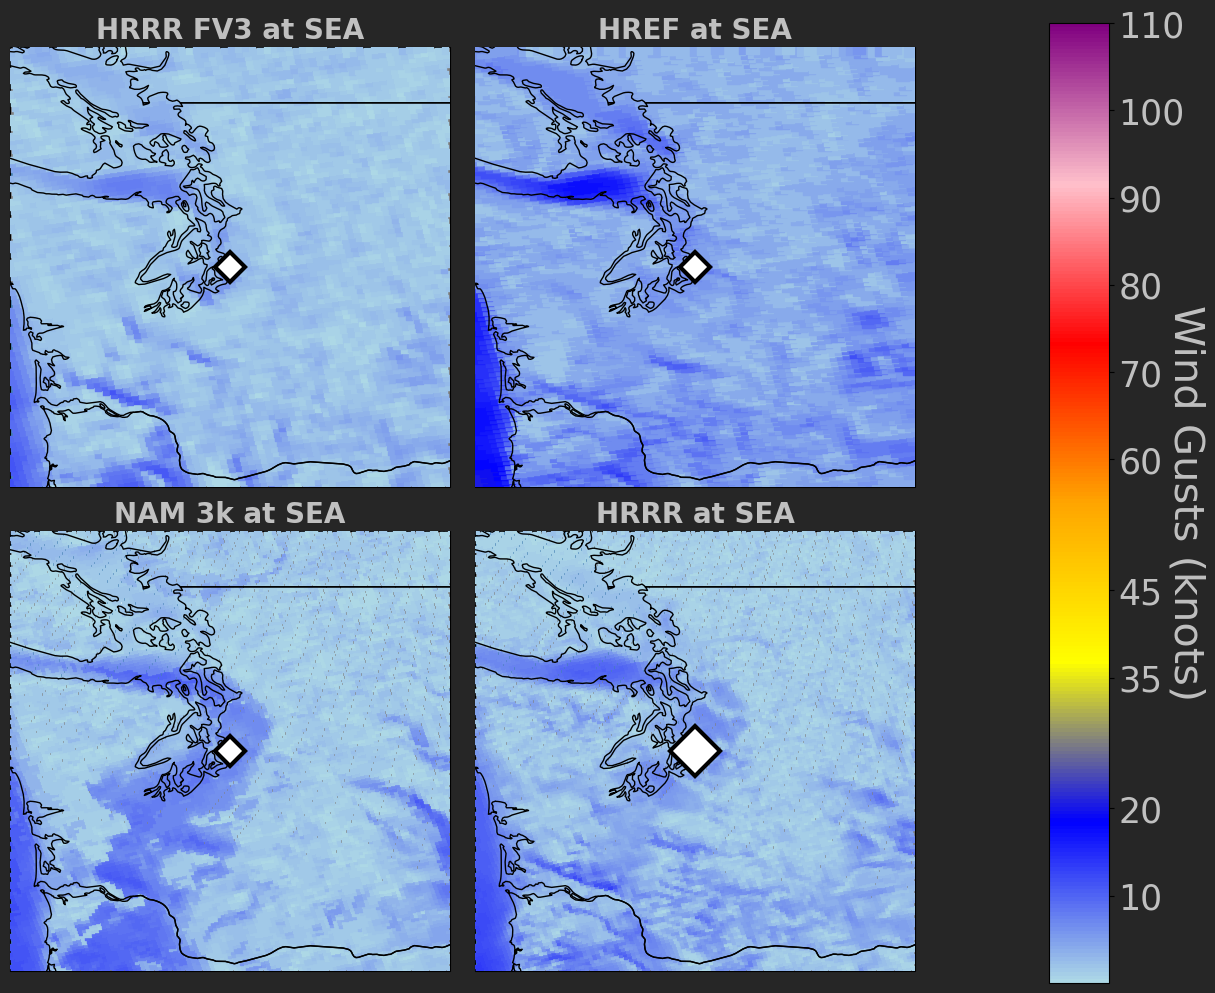 HRRR FV3 at SEA
HREF at SEA
NAM 3k at SEA
HRRR at SEA
110
100
90
80
70
60
45
35
20
10
Wind Gusts (knots)